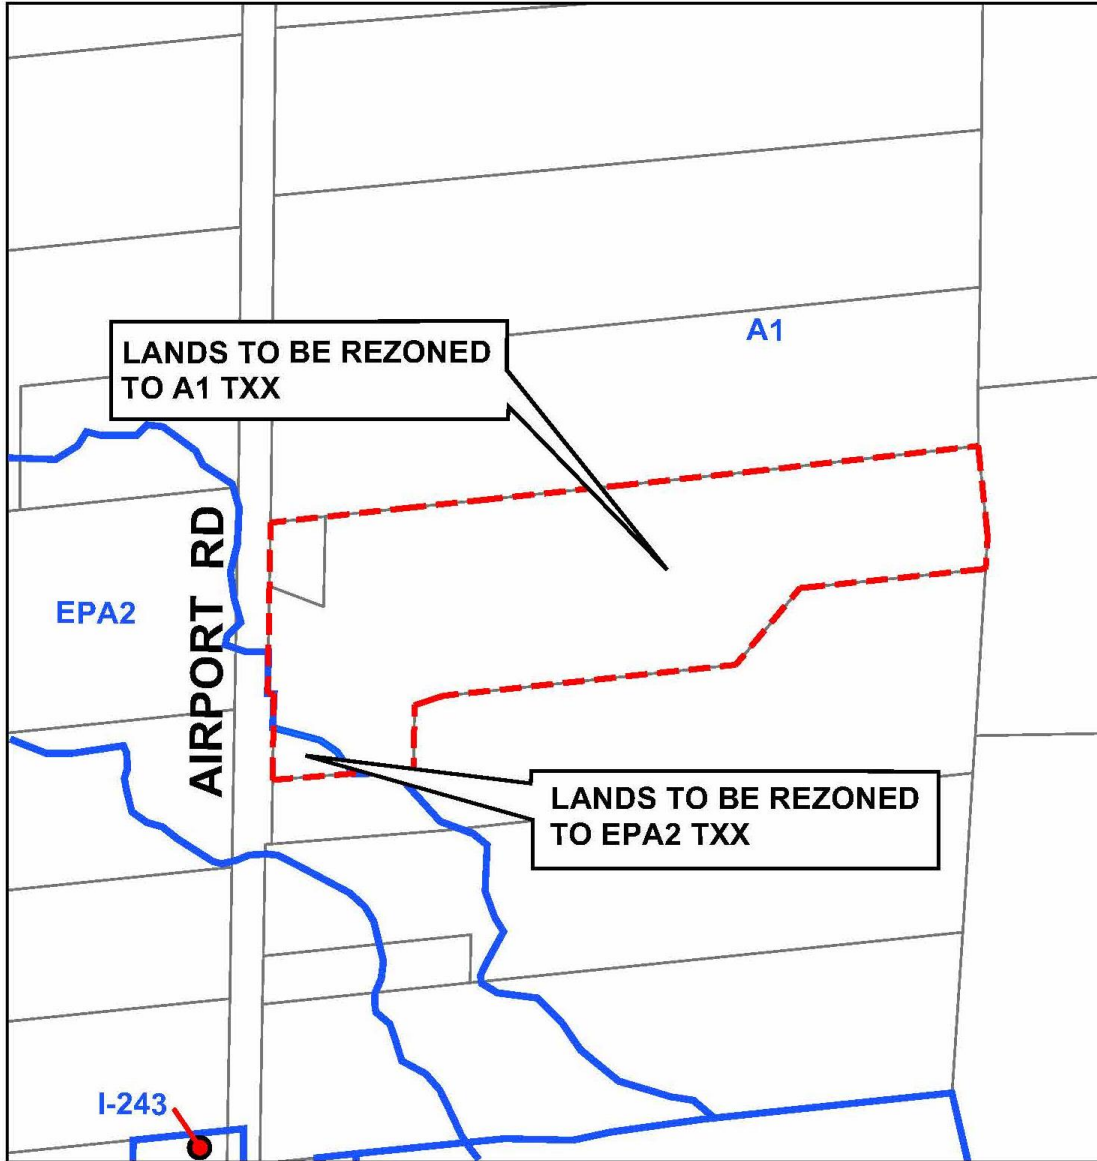 A1
LANDS TO BE REZONED
TO A1 TXX
AIRPORT RD
EPA2
LANDS TO BE REZONED
TO EPA2 TXX
I-243